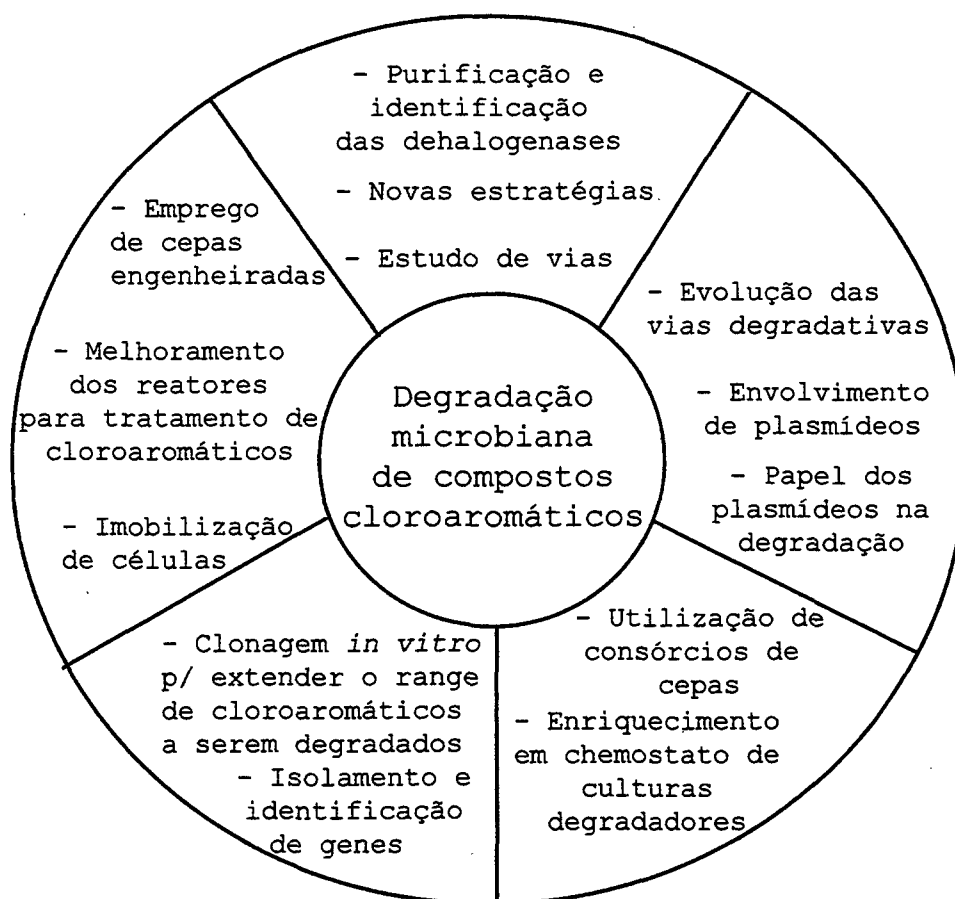 - Purificação e
identificação
das dehalogenases
- Novas estratégias
- Estudo de vias
- Evolução das
vias degradativas
- Envolvimento
de plasmídeos
- Papel dos
plasmídeos na
degradação
- Utilização de
consórcios de
cepas
- Enriquecimento
em chemostato de
culturas
degradadores
- Clonagem in vitro
p/ extender o range
de cloroaromáticos
a serem degradados
- Isolamento e
identificação
de genes
- Emprego
de cepas
engenheiradas
- Melhoramento
dos reatores
para tratamento de
cloroaromáticos
- Imobilização
de células
Degradação
microbiana
de compostos
cloroaromáticos